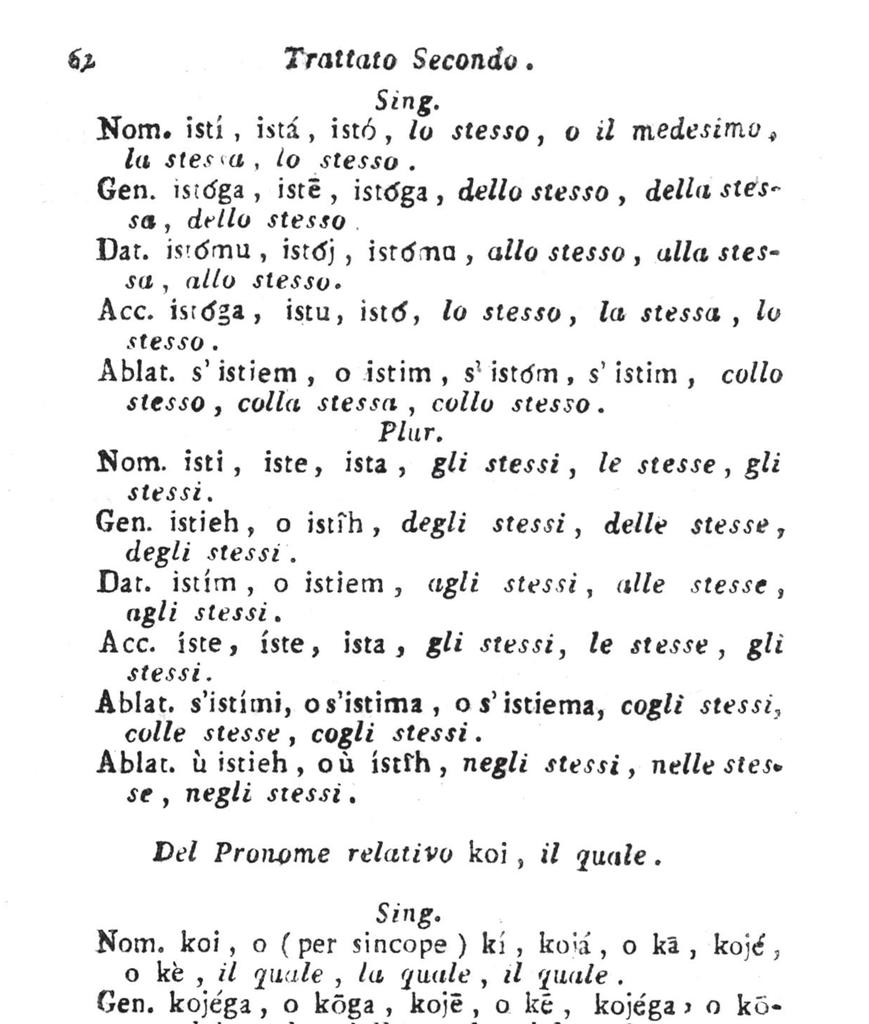 62 Trattato Secondo.
Sing.
Nom. istí, istá, istó, lo stesso, o il medesimo,
la stessa, lo stesso.
Gen. istóga, istē, istóga, dello stesso, della stes-
sa, dello stesso.
Dat. istómu, istój, istómu, allo stesso, alla stes-
sa, allo stesso.
Acc. istóga, istu, istó, lo stesso, la stessa, lo
stesso.
Ablat. s' istiem, o istim, s' istóm, s' istim, collo
stesso, colla stessa, collo stesso.
Plur.
Nom. isti, iste, ista, gli stessi, le stesse, gli
stessi.
Gen. istieh, o istîh, degli stessi, delle stesse,
degli stessi.
Dat. istím, o istiem, agli stessi, alle stesse,
agli stessi.
Acc. íste, íste, ista, gli stessi, le stesse, gli
stessi.
Ablat. s'istími, o s'istima, o s' istiema, cogli stessi,
colle stesse, cogli stessi.
Ablat. ù istieh, o ù ístîh, negli stessi, nelle stes-
se, negli stessi.
Del Pronome relativo koi, il quale.
Sing.
Nom. koi, o (per sincope) kí, kojá, o kā, kojé,
o kè, il quale, la quale, il quale.
Gen. kojéga, o kōga, kojē, o kē, kojéga, o kō-